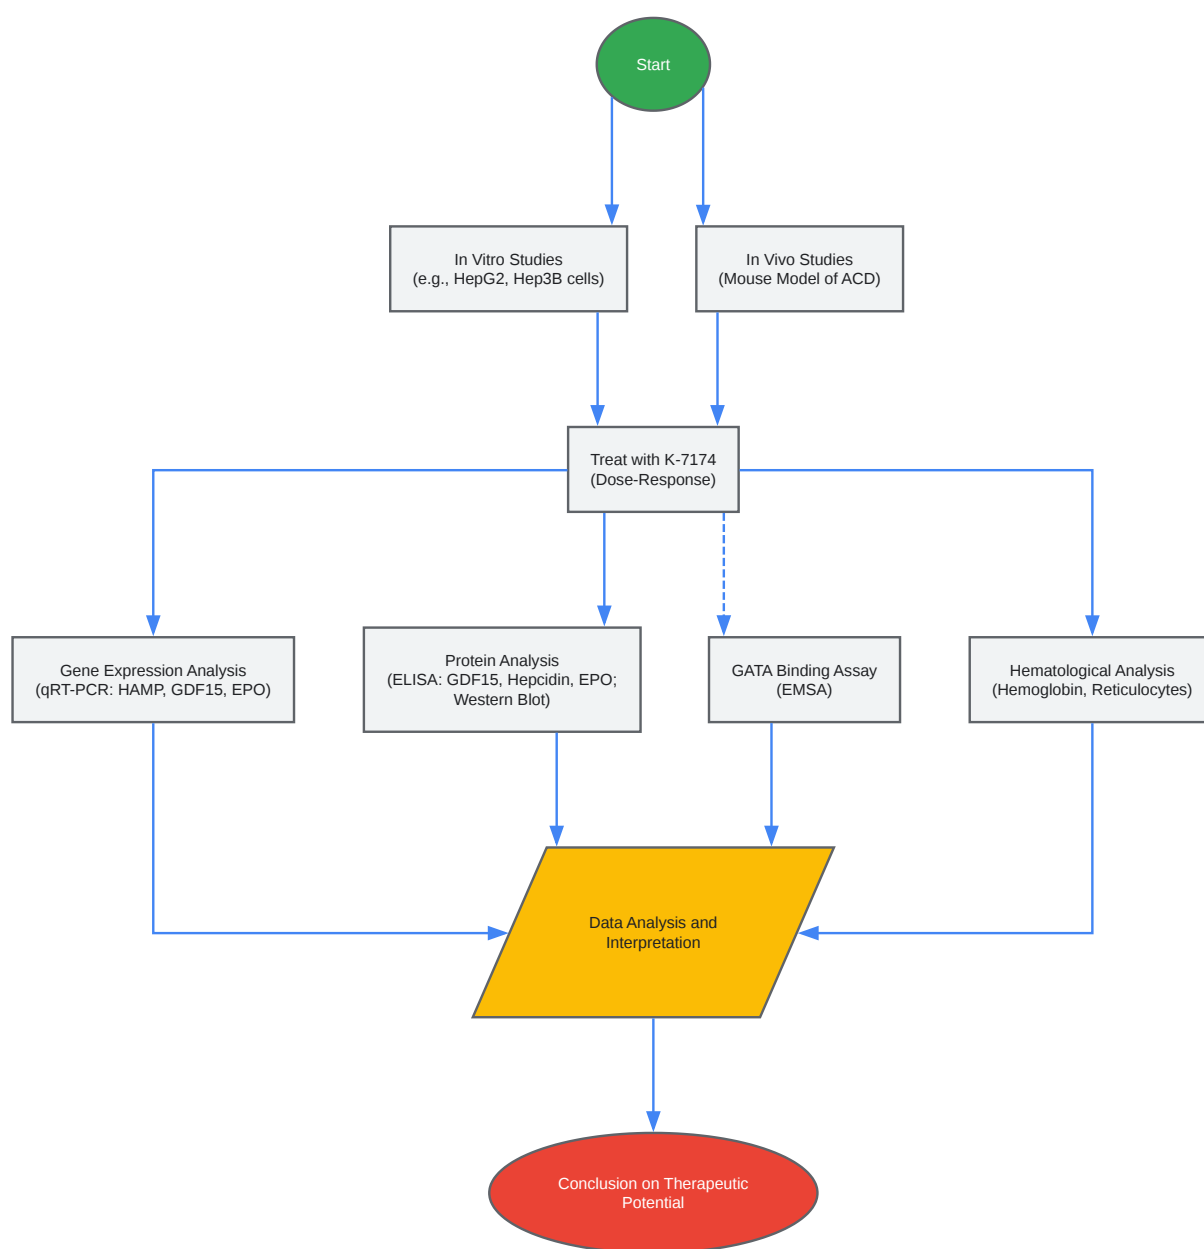 Start
In Vitro Studies
(e.g., HepG2, Hep3B cells)
In Vivo Studies
(Mouse Model of ACD)
Treat with K-7174
(Dose-Response)
Gene Expression Analysis
(qRT-PCR: HAMP, GDF15, EPO)
Protein Analysis
(ELISA: GDF15, Hepcidin, EPO;
Western Blot)
GATA Binding Assay
(EMSA)
Hematological Analysis
(Hemoglobin, Reticulocytes)
Data Analysis and
Interpretation
Conclusion on Therapeutic
Potential